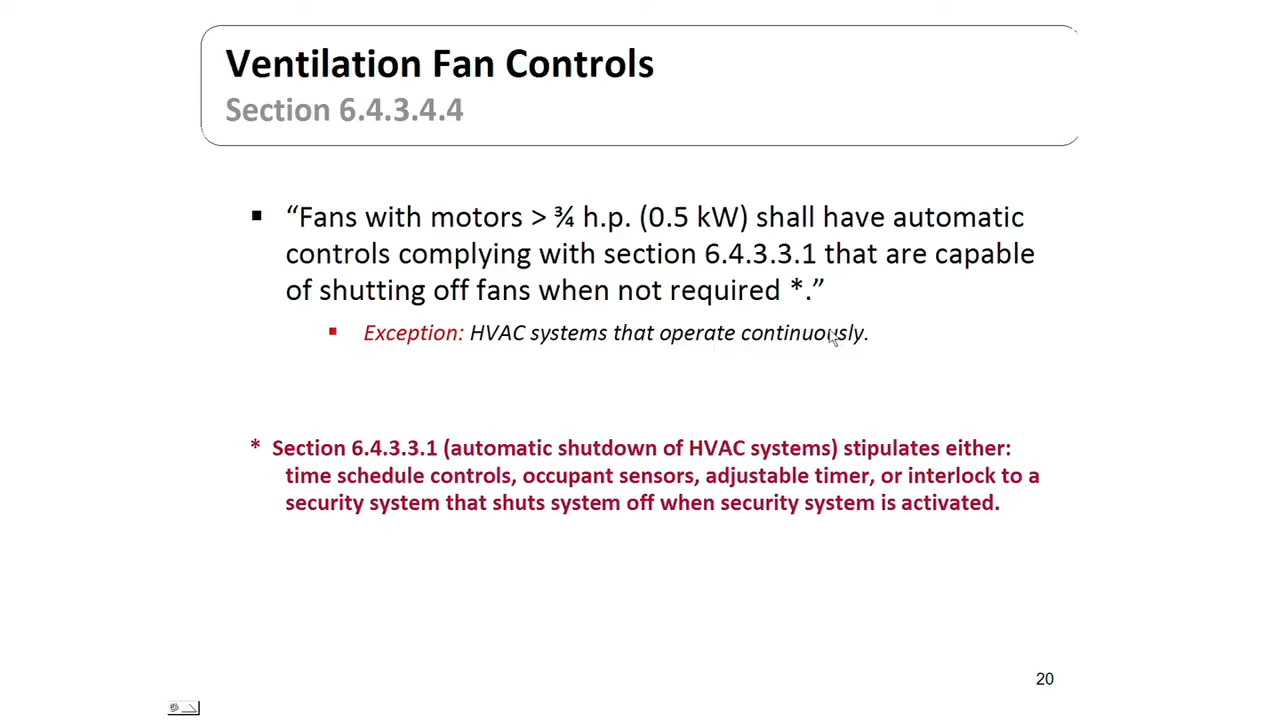 Ventilation Fan Controls
Section 6.4.3.4.4
▪ “Fans with motors > ¾ h.p. (0.5 kW) shall have automatic
controls complying with section 6.4.3.3.1 that are capable
of shutting off fans when not required *.”
▪ Exception: HVAC systems that operate continuously.
* Section 6.4.3.3.1 (automatic shutdown of HVAC systems) stipulates either:
time schedule controls, occupant sensors, adjustable timer, or interlock to a
security system that shuts system off when security system is activated.
20